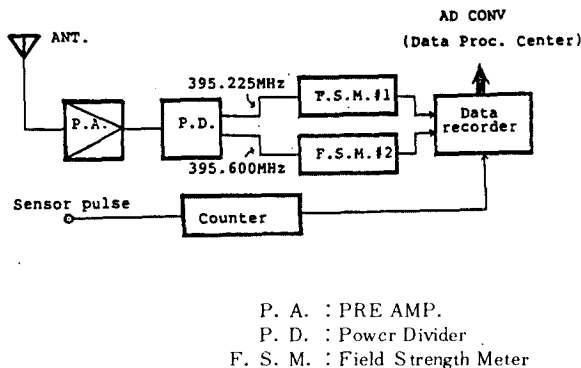 AD CONV
(Data Proc. Center)
ANT.
395.225MHz
F.S.M.#1
P.A.
P.D.
Data
recorder
F.S.M.#2
395.600MHz
Sensor pulse
Counter
P. A. : PRE AMP.
P. D. : Power Divider
F. S. M. : Field Strength Meter